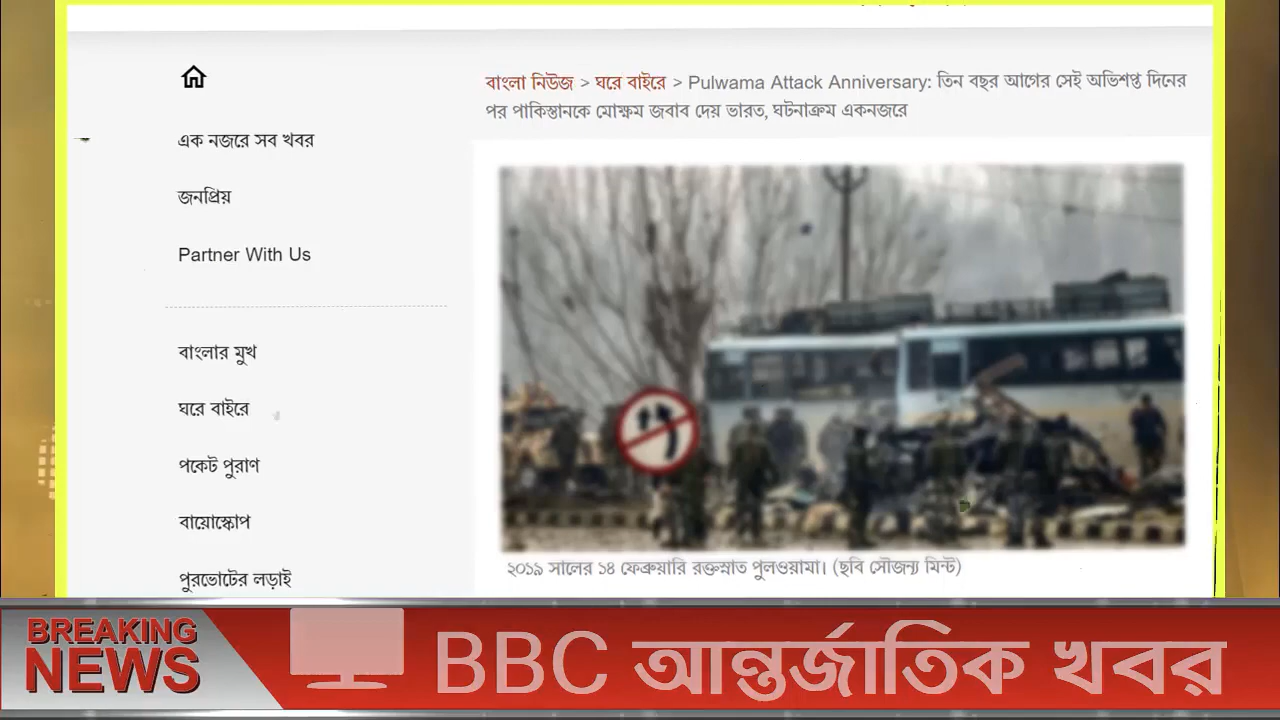 বাংলা নিউজ > ঘরে বাইরে > Pulwama Attack Anniversary: তিন বছর আগের সেই অভিশপ্ত দিনের
পর পাকিস্তানকে মোক্ষম জবাব দেয় ভারত, ঘটনাক্রম একনজরে
এক নজরে সব খবর
জনপ্রিয়
Partner With Us
বাংলার মুখ
ঘরে বাইরে
পকেট পুরাণ
বায়োস্কোপ
পুরভোটের লড়াই
২০১৯ সালের ১৪ ফেব্রুয়ারি রক্তস্নাত পুলওয়ামা। (ছবি সৌজন্য মিন্ট)
BREAKING
NEWS
BBC আন্তর্জাতিক খবর